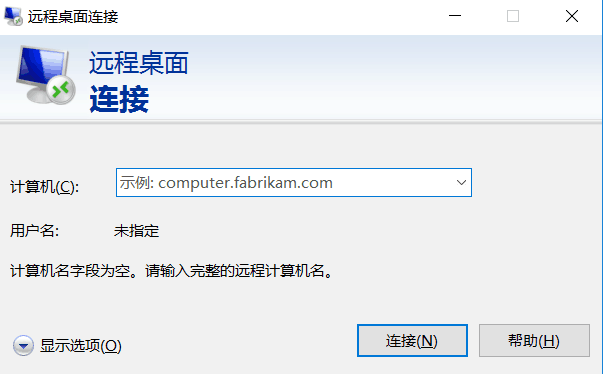 远程桌面连接
远程桌面
连接
计算机(C): 示例: computer.fabrikam.com
用户名: 未指定
计算机名字段为空。请输入完整的远程计算机名。
显示选项(O) 连接(N) 帮助(H)